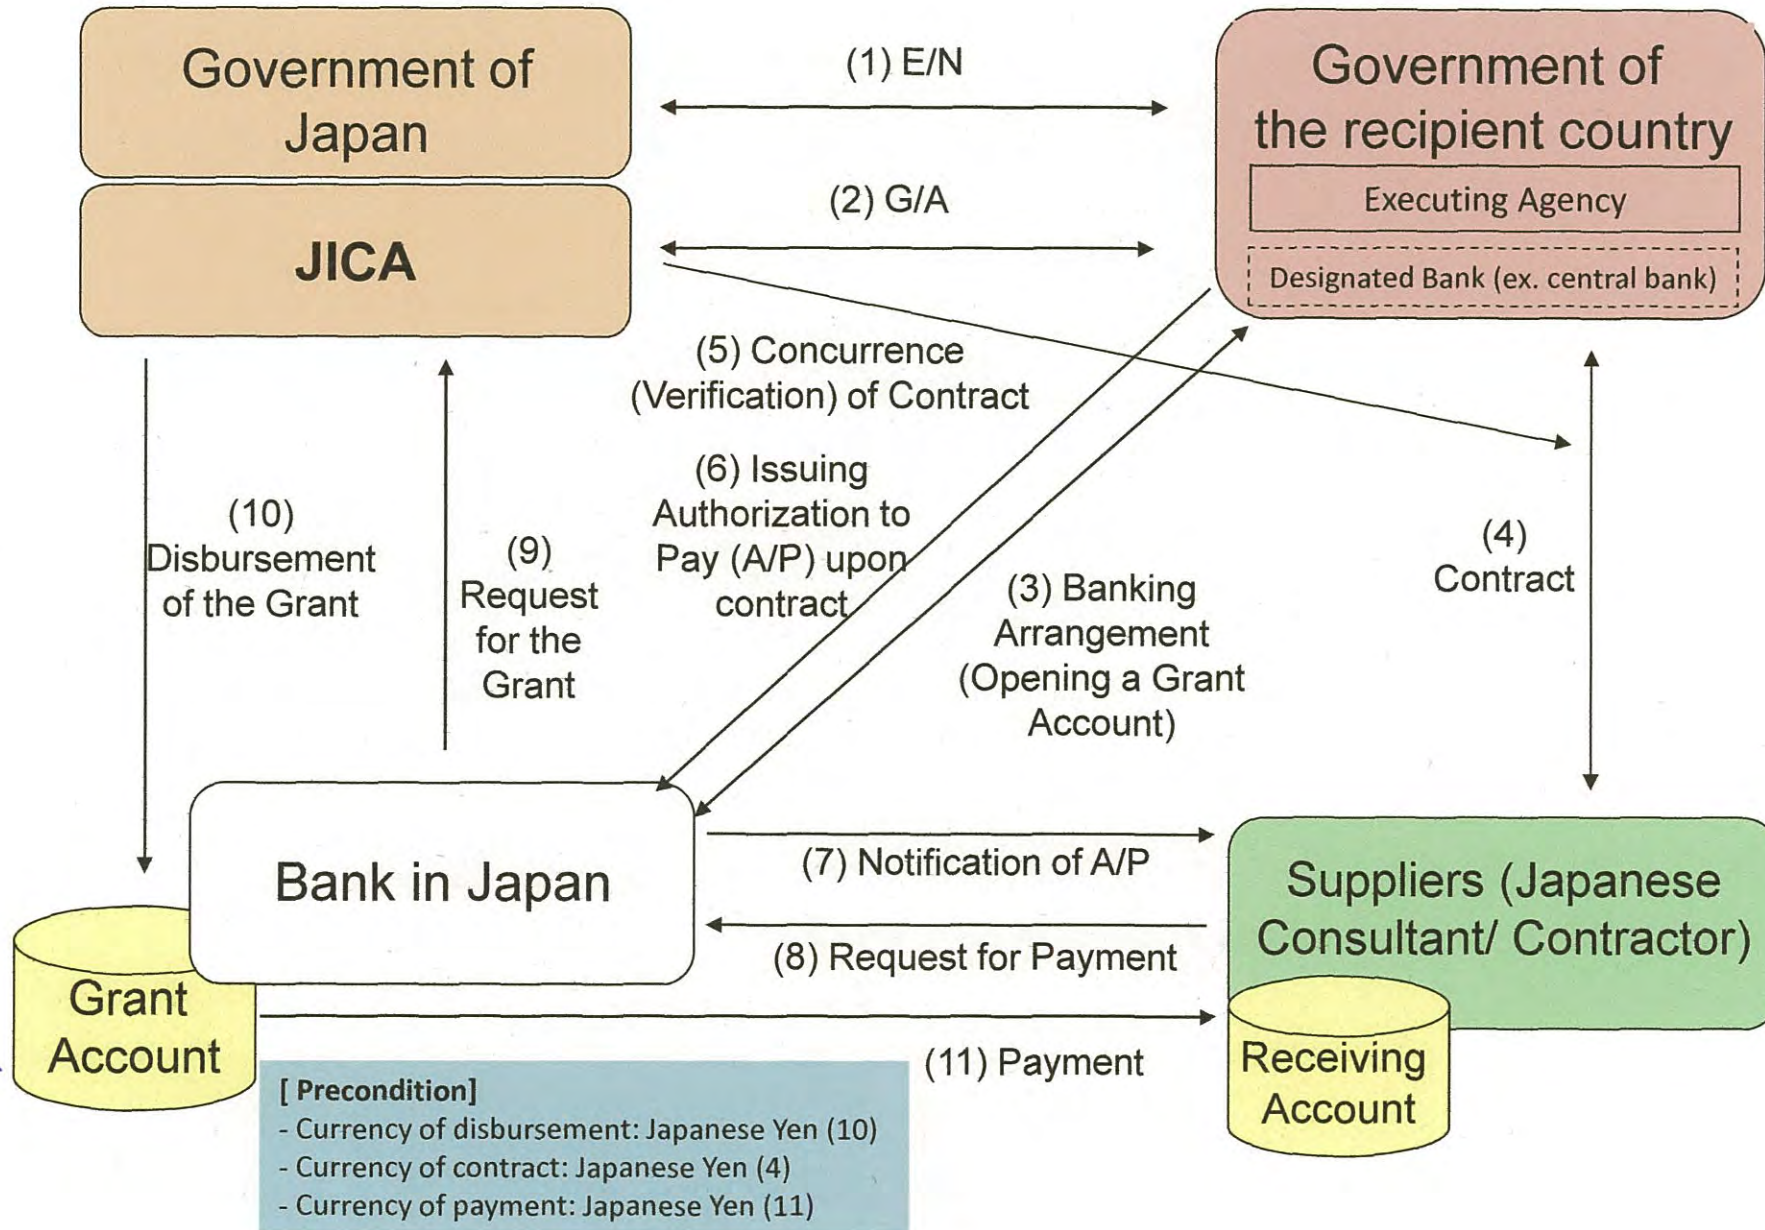 Government of
Japan
(1) E/N
Government of
the recipient country
Executing Agency
Designated Bank (ex. central bank)
(2) G/A
JICA
(5) Concurrence
(Verification) of Contract
(6) Issuing
Authorization to
Pay (A/P) upon
contract
(10)
Disbursement
of the Grant
(9)
Request
for the
Grant
(3) Banking
Arrangement
(Opening a Grant
Account)
(4)
Contract
Bank in Japan
(7) Notification of A/P
(8) Request for Payment
Suppliers (Japanese
Consultant/ Contractor)
Grant
Account
(11) Payment
Receiving
Account
[ Precondition]
- Currency of disbursement: Japanese Yen (10)
- Currency of contract: Japanese Yen (4)
- Currency of payment: Japanese Yen (11)